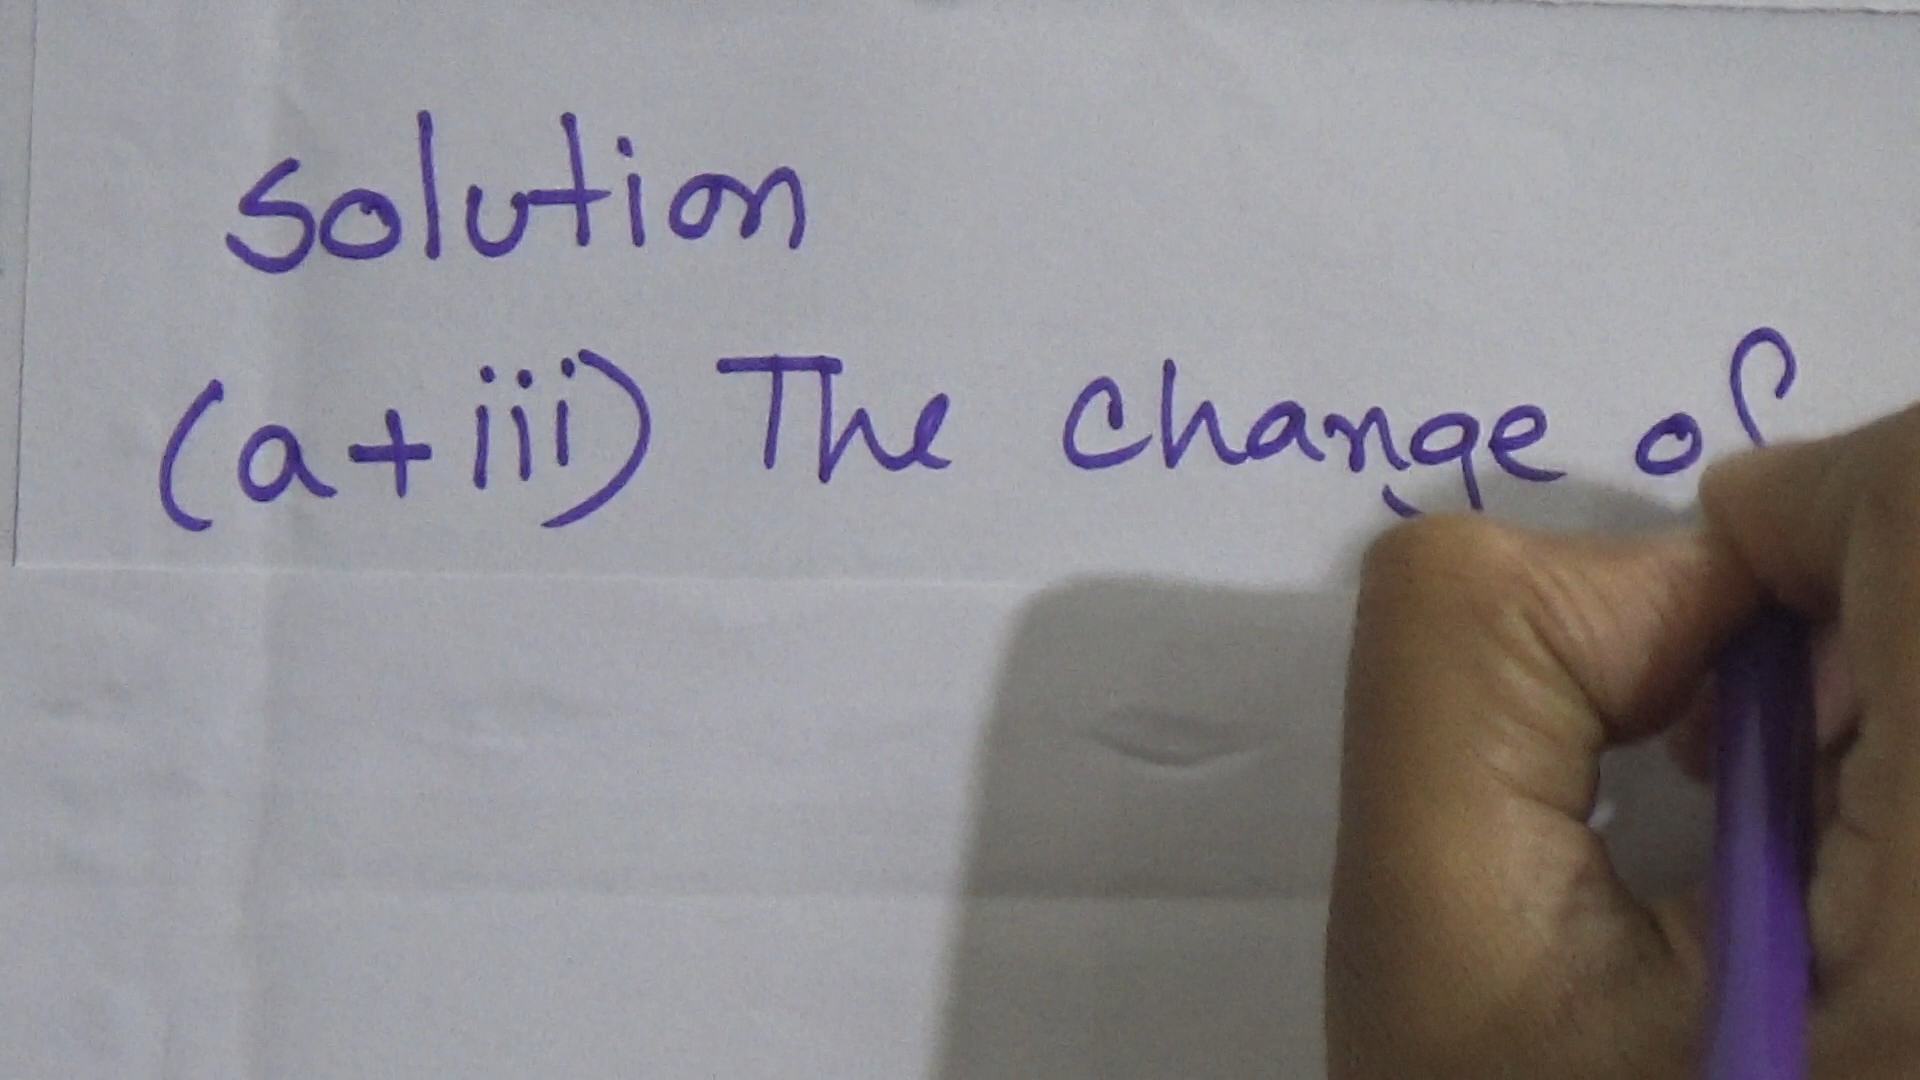 solution
(a+iii) The change of